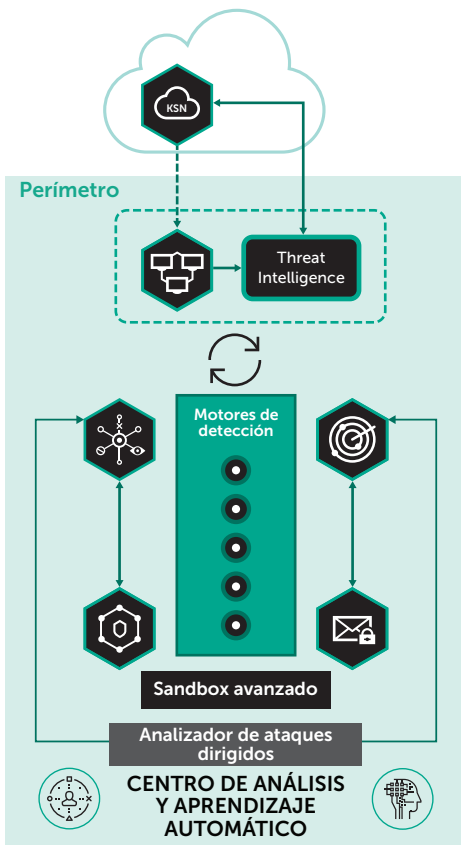 KSN
Perímetro
Threat
Intelligence
Motores de
detección
Sandbox avanzado
Analizador de ataques
dirigidos
CENTRO DE ANÁLISIS
Y APRENDIZAJE
AUTOMÁTICO